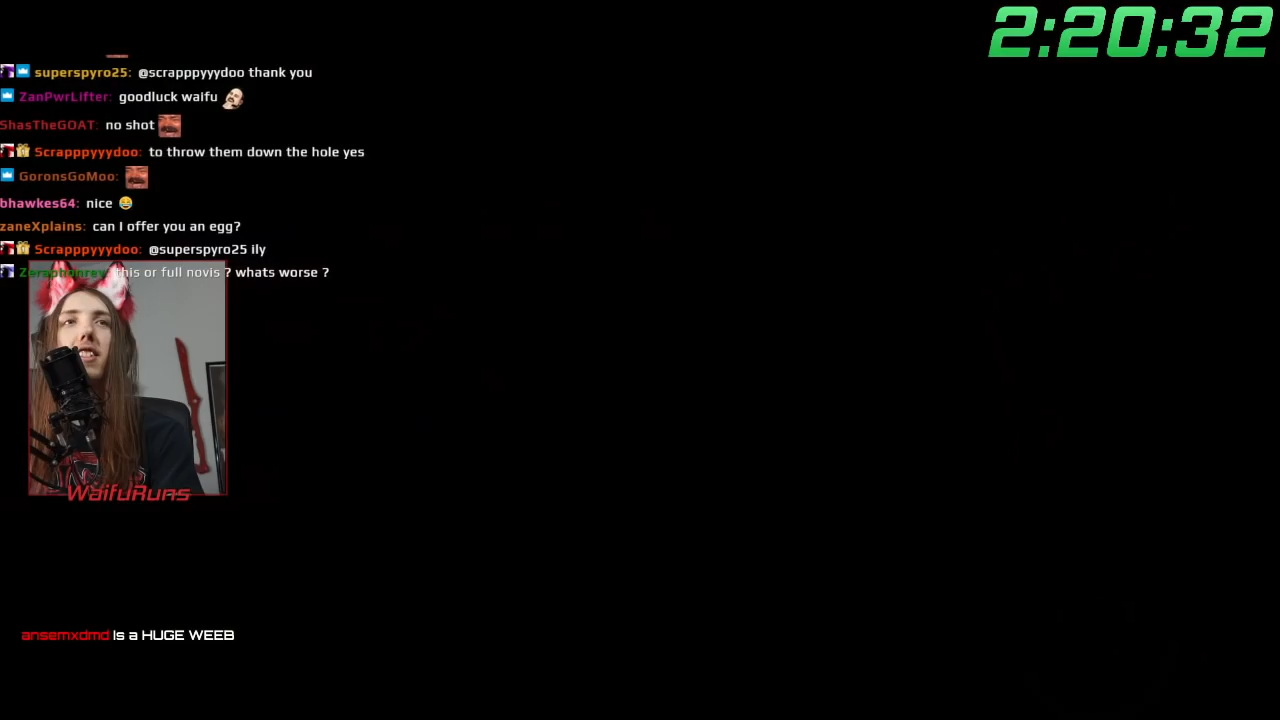 2:20:32
superspyro25: @scrapppyyydoo thank you
ZanPwrLifter: goodluck waifu
ShasTheGOAT: no shot
Scrapppyyydoo: to throw them down the hole yes
GoronsGoMoo:
bhawkes64: nice
zaneXplains: can I offer you an egg?
Scrapppyyydoo: @superspyro25 ily
this or full novis ? whats worse ?
WaifuRuns
ansemxdmd Is a HUGE WEEB